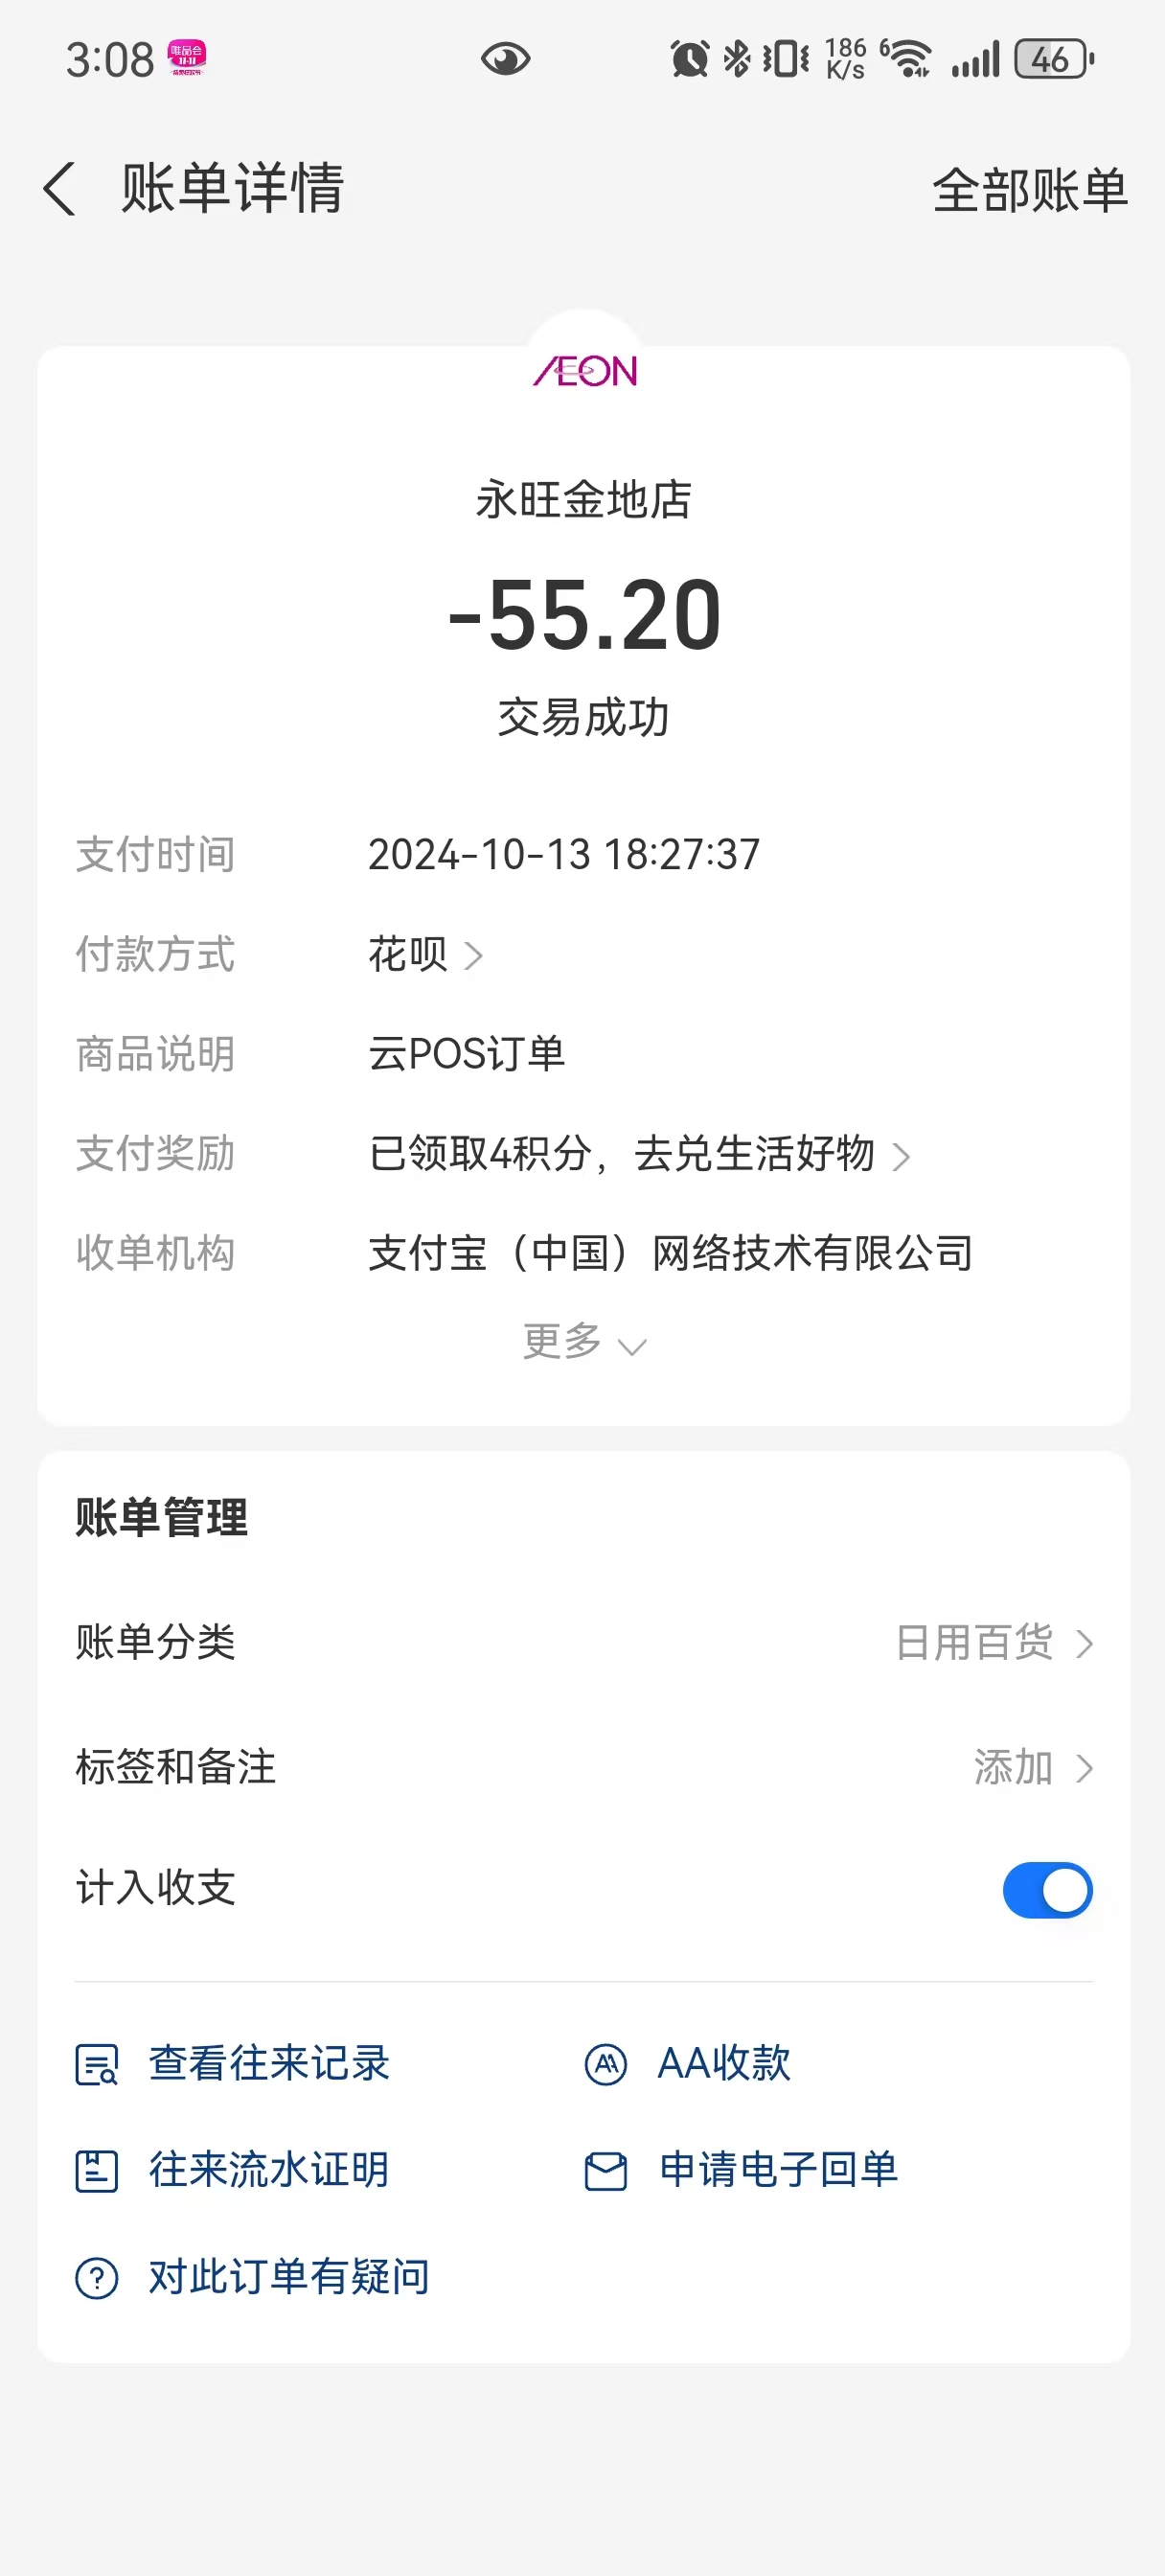 3:08 唯品会 186 K/s 6 46
账单详情 全部账单
ÆON
永旺金地店
-55.20
交易成功
支付时间 2024-10-13 18:27:37
付款方式 花呗
商品说明 云POS订单
支付奖励 已领取4积分，去兑生活好物
收单机构 支付宝（中国）网络技术有限公司
更多
账单管理
账单分类 日用百货
标签和备注 添加
计入收支
查看往来记录 AA收款
往来流水证明 申请电子回单
对此订单有疑问